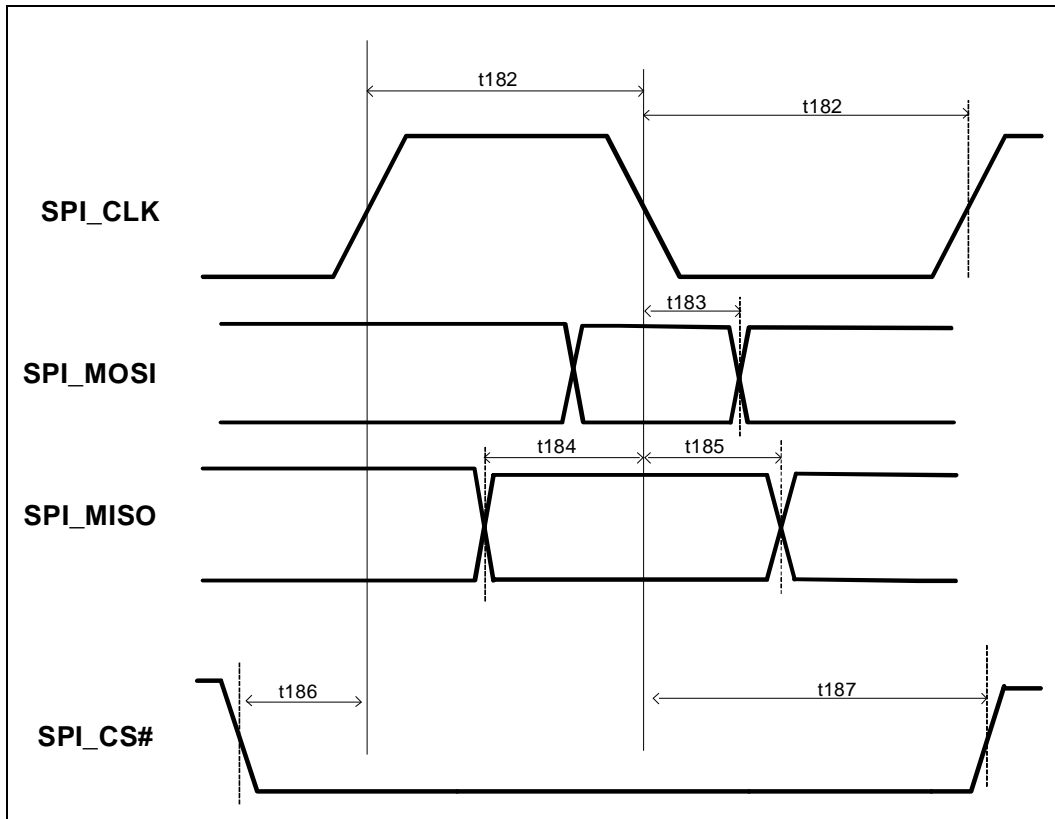 t182
t182
SPI_CLK
t183
SPI_MOSI
t184
t185
SPI_MISO
t186
t187
SPI_CS#